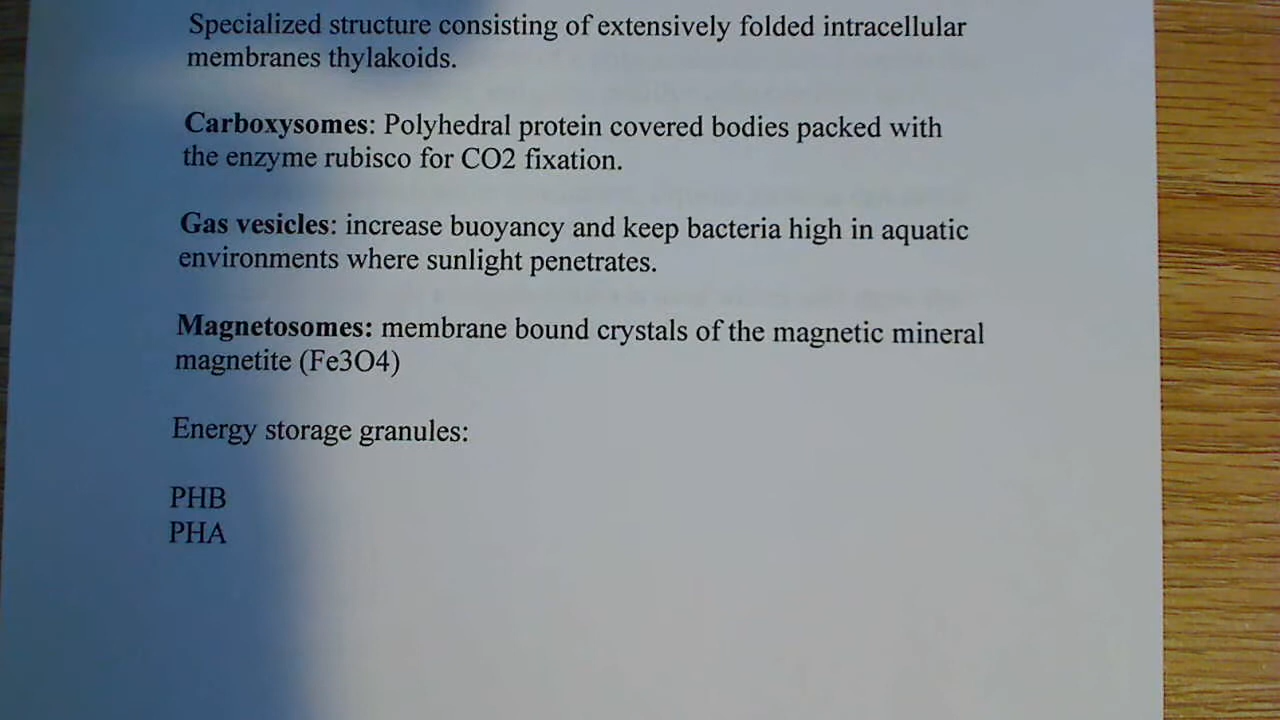 Specialized structure consisting of extensively folded intracellular
membranes thylakoids.
Carboxysomes: Polyhedral protein covered bodies packed with
the enzyme rubisco for CO2 fixation.
Gas vesicles: increase buoyancy and keep bacteria high in aquatic
environments where sunlight penetrates.
Magnetosomes: membrane bound crystals of the magnetic mineral
magnetite (Fe3O4)
Energy storage granules:
PHB
PHA